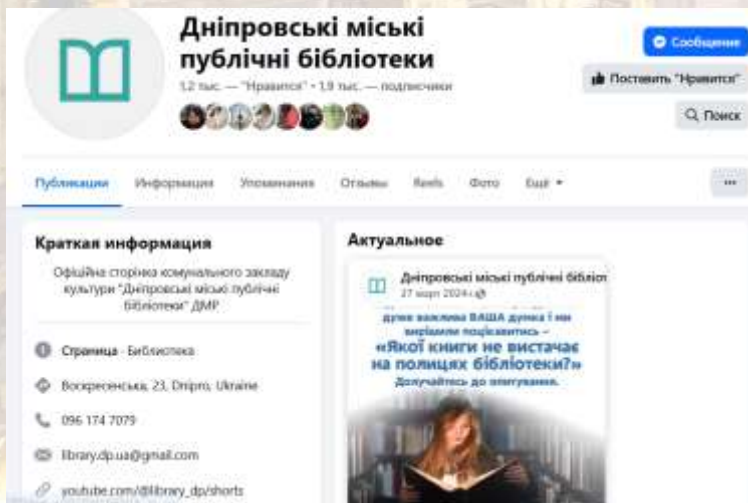 Дніпровські міські
публічні бібліотеки
1,2 тыс. — "Нравится" • 1,9 тыс. — подписчики
Сообщение
Поставить "Нравится"
Поиск
Публикации Информация Упоминания Отзывы Reels Фото Ещё
Краткая информация
Офіційна сторінка комунального закладу
культури "Дніпровські міські публічні
бібліотеки" ДМР
Страница · Библиотека
Воскресенська, 23, Dnipro, Ukraine
096 174 7079
library.dp.ua@gmail.com
youtube.com/@library_dp/shorts
Актуальное
Дніпровські міські публічні бібліот
27 март 2024 г.
дуже важлива ВАША думка і ми
вирішили поцікавитись –
«Якої книги не вистачає
на полицях бібліотеки?»
Долучайтесь до опитування.